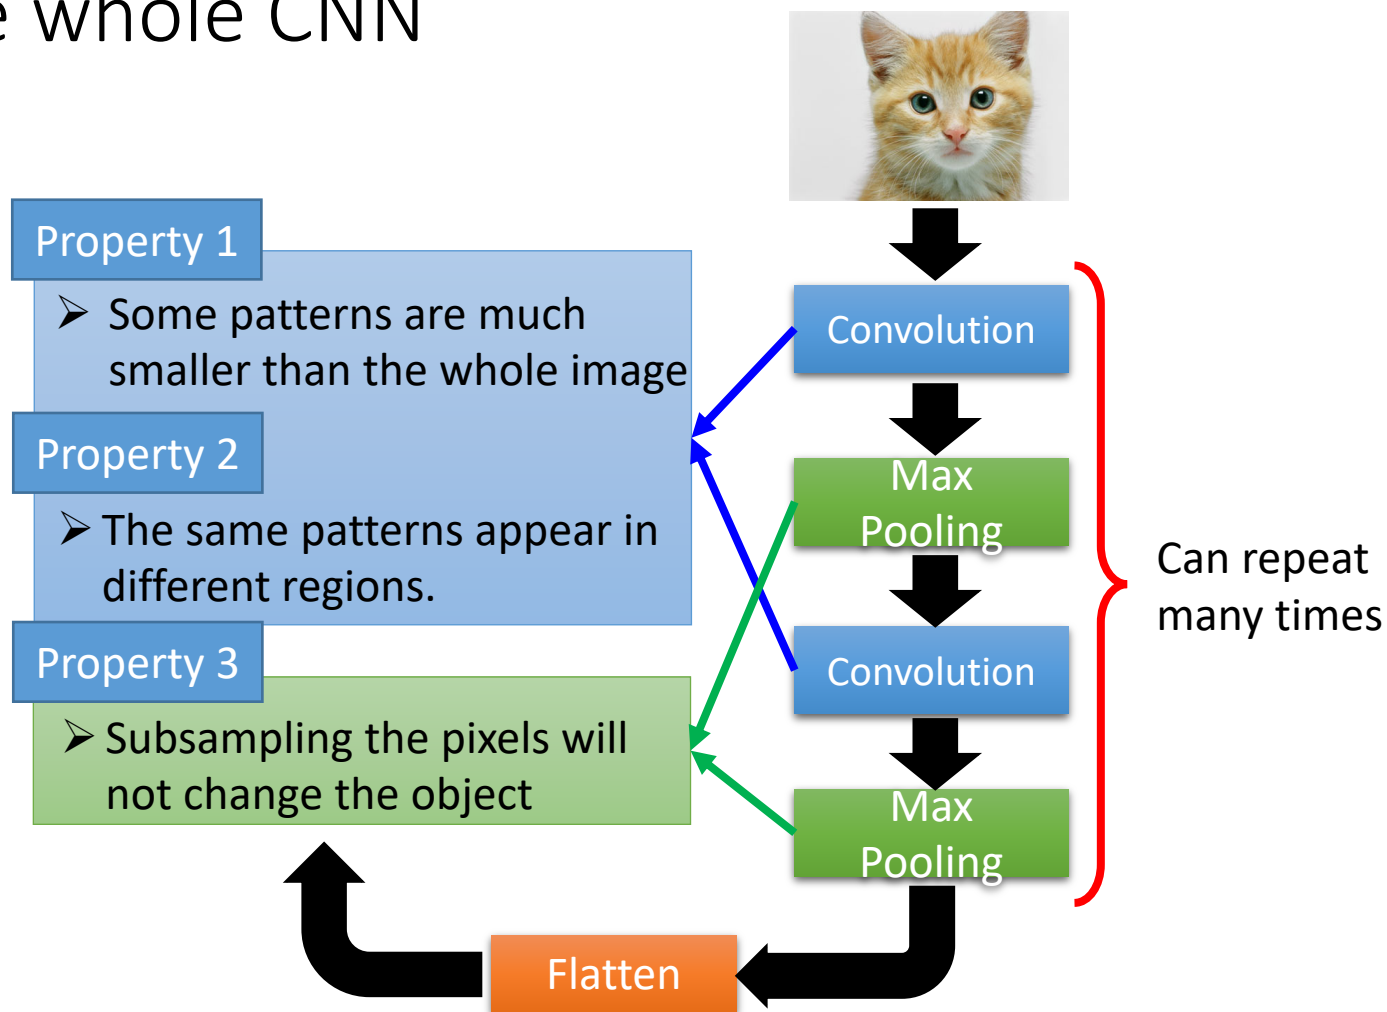 e whole CNN
Property 1
➢ Some patterns are much
smaller than the whole image
Property 2
➢ The same patterns appear in
different regions.
Property 3
➢ Subsampling the pixels will
not change the object
Convolution
Max
Pooling
Convolution
Max
Pooling
Can repeat
many times
Flatten